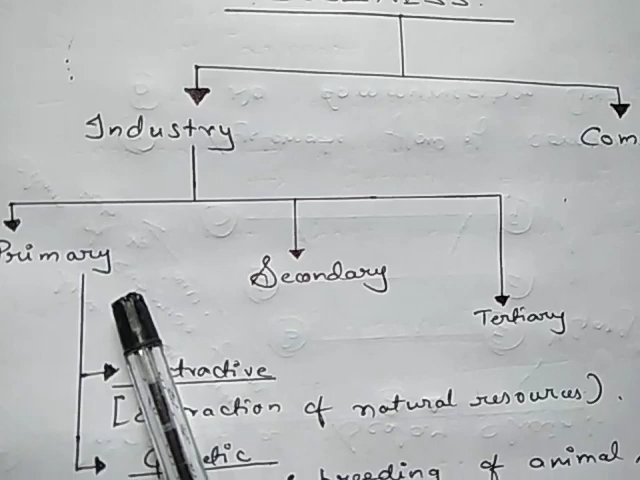 Industry
Com
Primary
Secondary
Tertiary
tractive
raction of natural resources).
etic
breeding of animal,